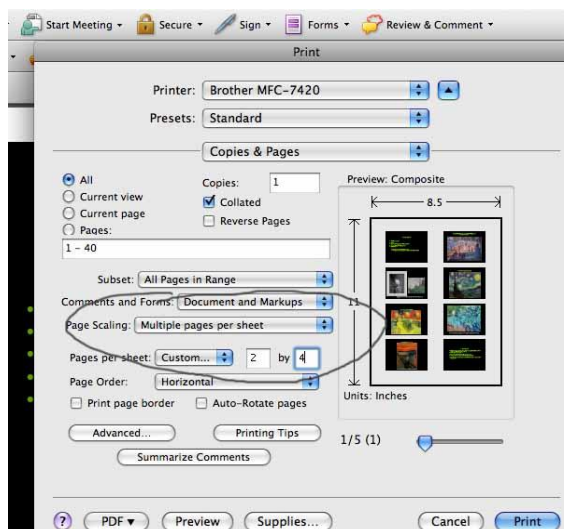 Start Meeting Secure Sign Forms Review & Comment
Print
Printer: Brother MFC-7420
Presets: Standard
Copies & Pages
All
Current view
Current page
Pages:
1 - 40
Copies: 1
Collated
Reverse Pages
Subset: All Pages in Range
Comments and Forms: Document and Markups
Page Scaling: Multiple pages per sheet
Pages per sheet: Custom... 2 by 4
Page Order: Horizontal
Print page border Auto-Rotate pages
Advanced... Printing Tips
Summarize Comments
Preview: Composite
8.5
11
Units: Inches
1/5 (1)
? PDF Preview Supplies... Cancel Print